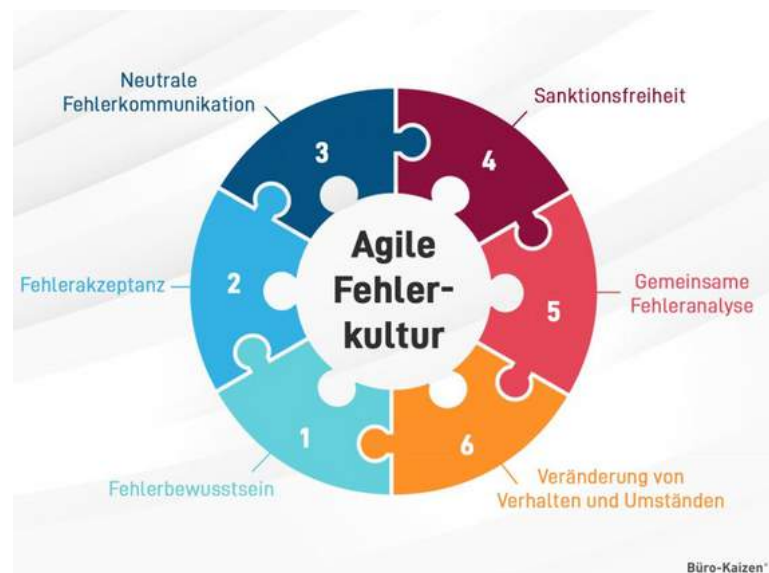 Neutrale
Fehlerkommunikation
3
4
Sanktionsfreiheit
Fehlerakzeptanz
2
Agile
Fehler-
kultur
5
Gemeinsame
Fehleranalyse
1
6
Fehlerbewusstsein
Veränderung von
Verhalten und Umständen
Büro-Kaizen®